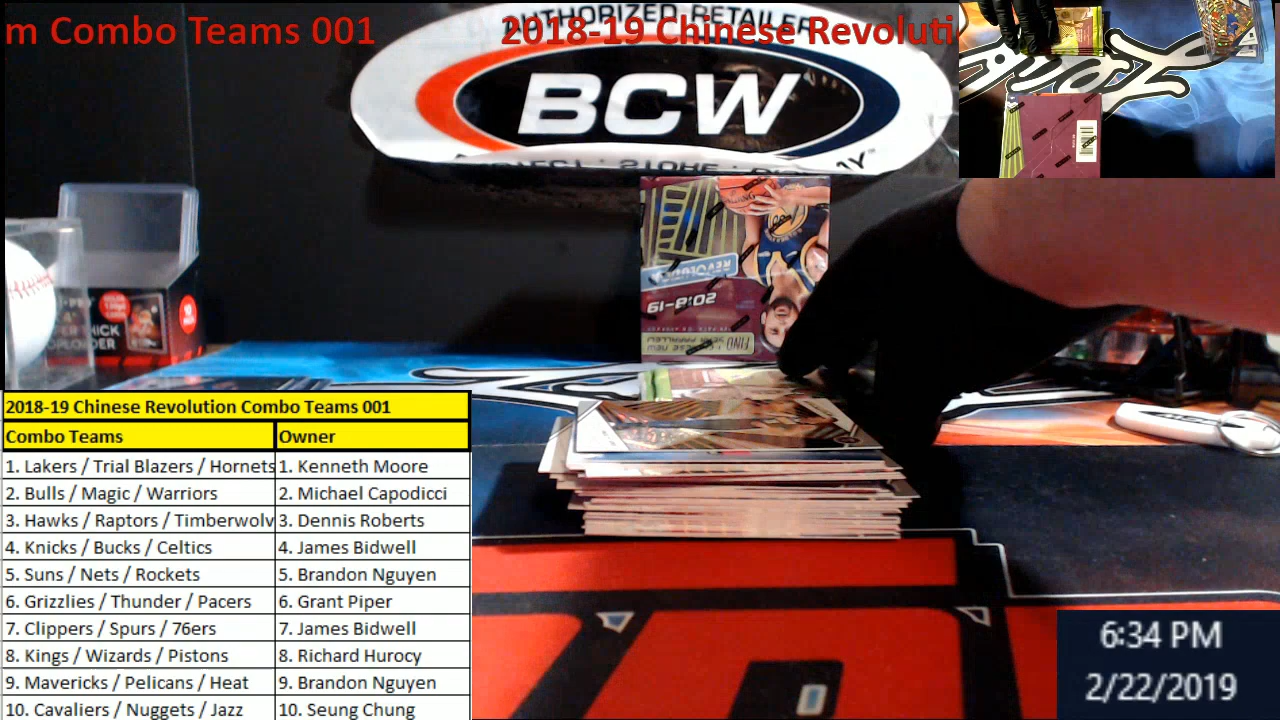 m Combo Teams 001 2018-19 Chinese Revoluti
AUTHORIZED RETAILER
BCW
STORE
REVOLUTION
2018-19
FIND
2018-19 Chinese Revolution Combo Teams 001
Combo Teams Owner
1. Lakers / Trial Blazers / Hornets 1. Kenneth Moore
2. Bulls / Magic / Warriors 2. Michael Capodicci
3. Hawks / Raptors / Timberwolv 3. Dennis Roberts
4. Knicks / Bucks / Celtics 4. James Bidwell
5. Suns / Nets / Rockets 5. Brandon Nguyen
6. Grizzlies / Thunder / Pacers 6. Grant Piper
7. Clippers / Spurs / 76ers 7. James Bidwell
8. Kings / Wizards / Pistons 8. Richard Hurocy
9. Mavericks / Pelicans / Heat 9. Brandon Nguyen
10. Cavaliers / Nuggets / Jazz 10. Seung Chung
6:34 PM
2/22/2019